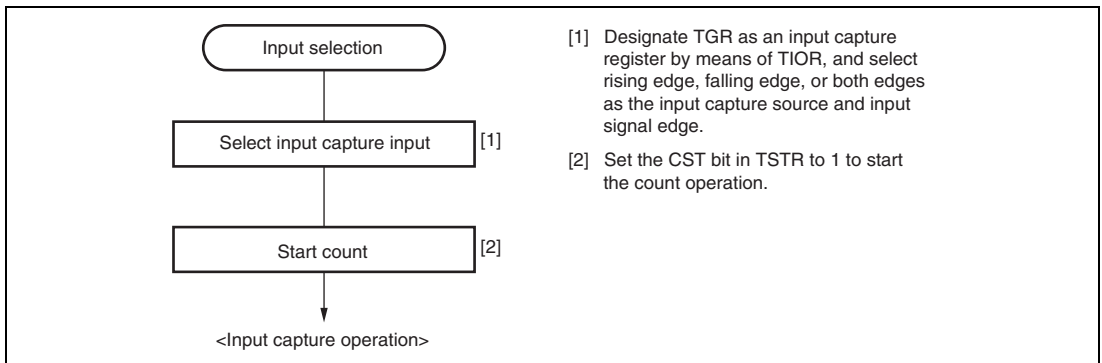 Input selection
Select input capture input
[1]
Start count
[2]
<Input capture operation>
[1] Designate TGR as an input capture
register by means of TIOR, and select
rising edge, falling edge, or both edges
as the input capture source and input
signal edge.
[2] Set the CST bit in TSTR to 1 to start
the count operation.